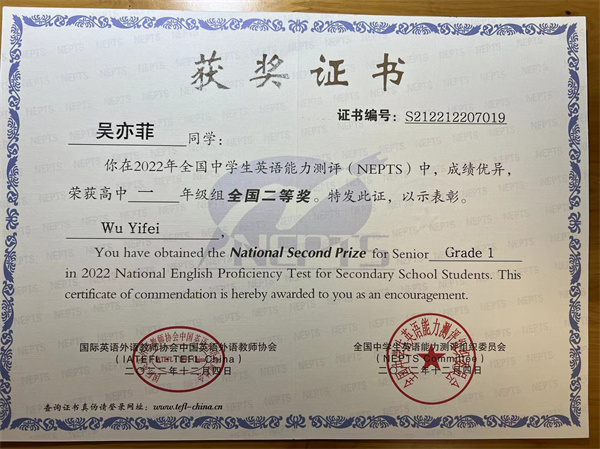 获奖证书
证书编号：S212212207019
吴亦菲 同学：
你在2022年全国中学生英语能力测评（NEPTS）中，成绩优异，
荣获高中 一 年级组 全国二等奖。特发此证，以示表彰。
Wu Yifei
You have obtained the National Second Prize for Senior Grade 1
in 2022 National English Proficiency Test for Secondary School Students. This
certificate of commendation is hereby awarded to you as an encouragement.
国际英语外语教师协会中国英语外语教师协会 全国中学生英语能力测评组织委员会
(IATEFL·TEFL China) (NEPTS Committee)
二〇二二年十二月四日 二〇二二年十二月四日
查询证书真伪请登录网址：www.tefl-china.cn
NEPTS